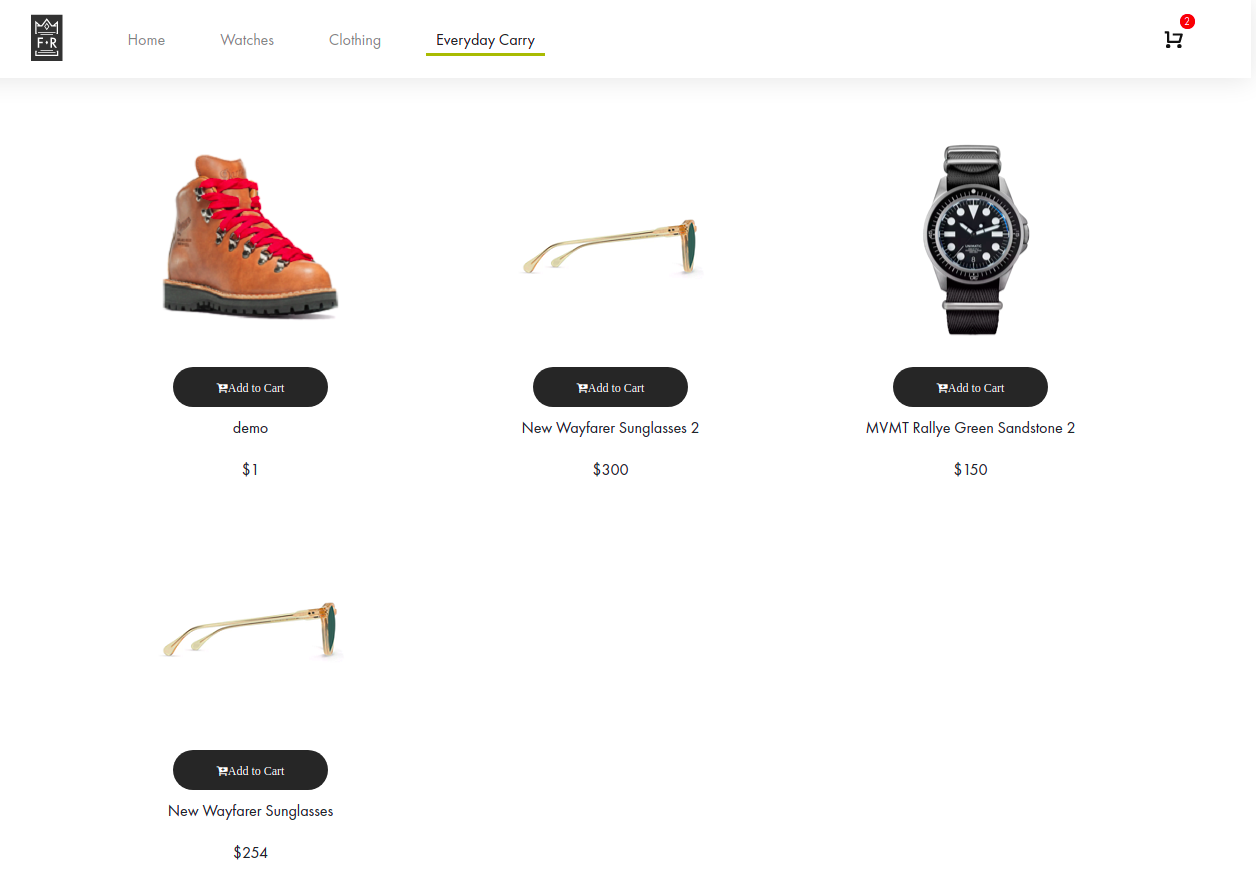 F R
Home
Watches
Clothing
Everyday Carry
2
Add to Cart
Add to Cart
Add to Cart
demo
New Wayfarer Sunglasses 2
MVMT Rallye Green Sandstone 2
$1
$300
$150
Add to Cart
New Wayfarer Sunglasses
$254